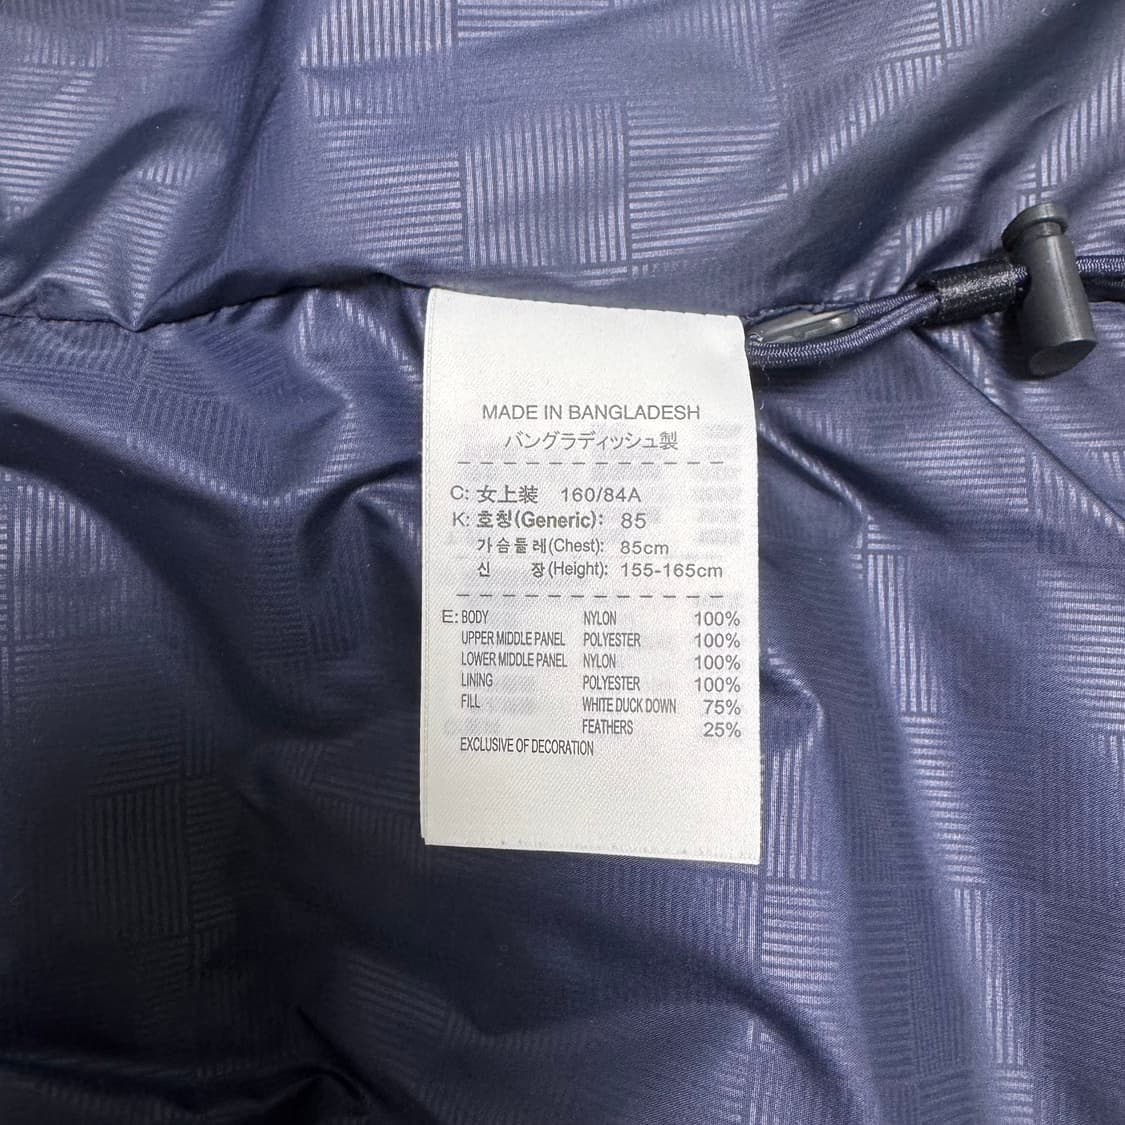 MADE IN BANGLADESH
バングラディッシュ製
C: 女上装 160/84A
K: 호칭(Generic): 85
가슴둘레(Chest): 85cm
신 장(Height): 155-165cm
E: BODY NYLON 100%
UPPER MIDDLE PANEL POLYESTER 100%
LOWER MIDDLE PANEL NYLON 100%
LINING POLYESTER 100%
FILL WHITE DUCK DOWN 75%
FEATHERS 25%
EXCLUSIVE OF DECORATION